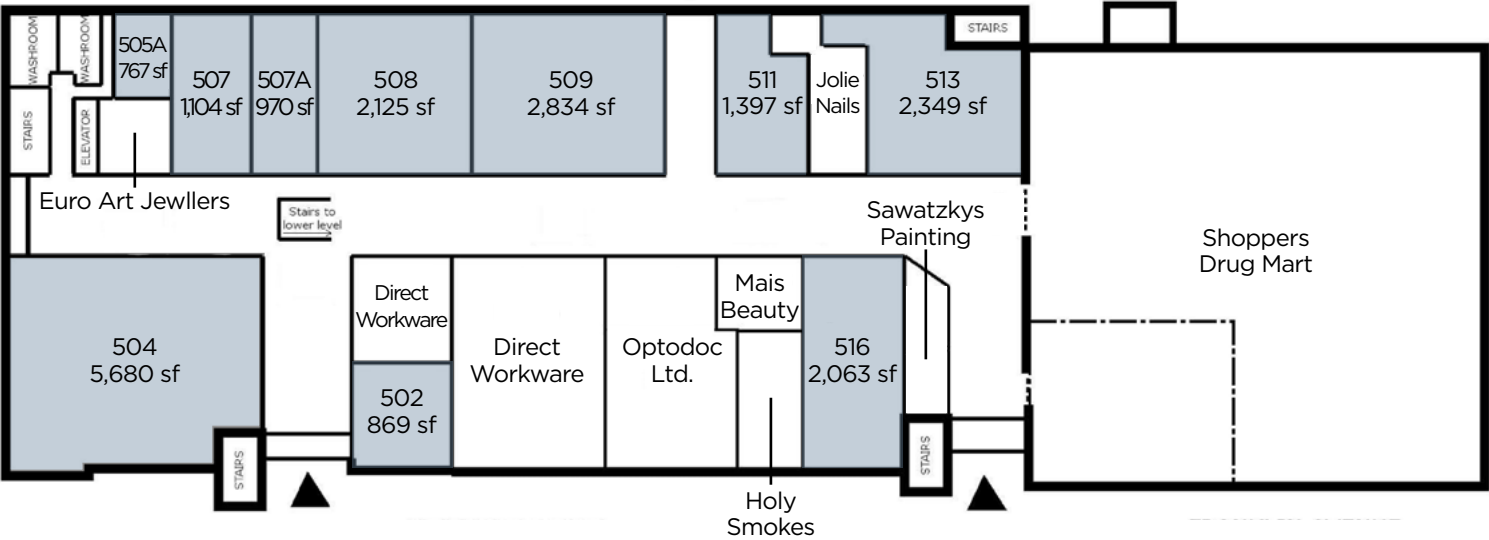 WASHROOM
WASHROOM
505A
767 sf
507
1,104 sf
507A
970 sf
508
2,125 sf
509
2,834 sf
511
1,397 sf
Jolie
Nails
513
2,349 sf
STAIRS
STAIRS
ELEVATOR
Euro Art Jewllers
Stairs to
lower level
Sawatzkys
Painting
Shoppers
Drug Mart
504
5,680 sf
Direct
Workware
502
869 sf
Direct
Workware
Optodoc
Ltd.
Mais
Beauty
516
2,063 sf
STAIRS
STAIRS
Holy
Smokes